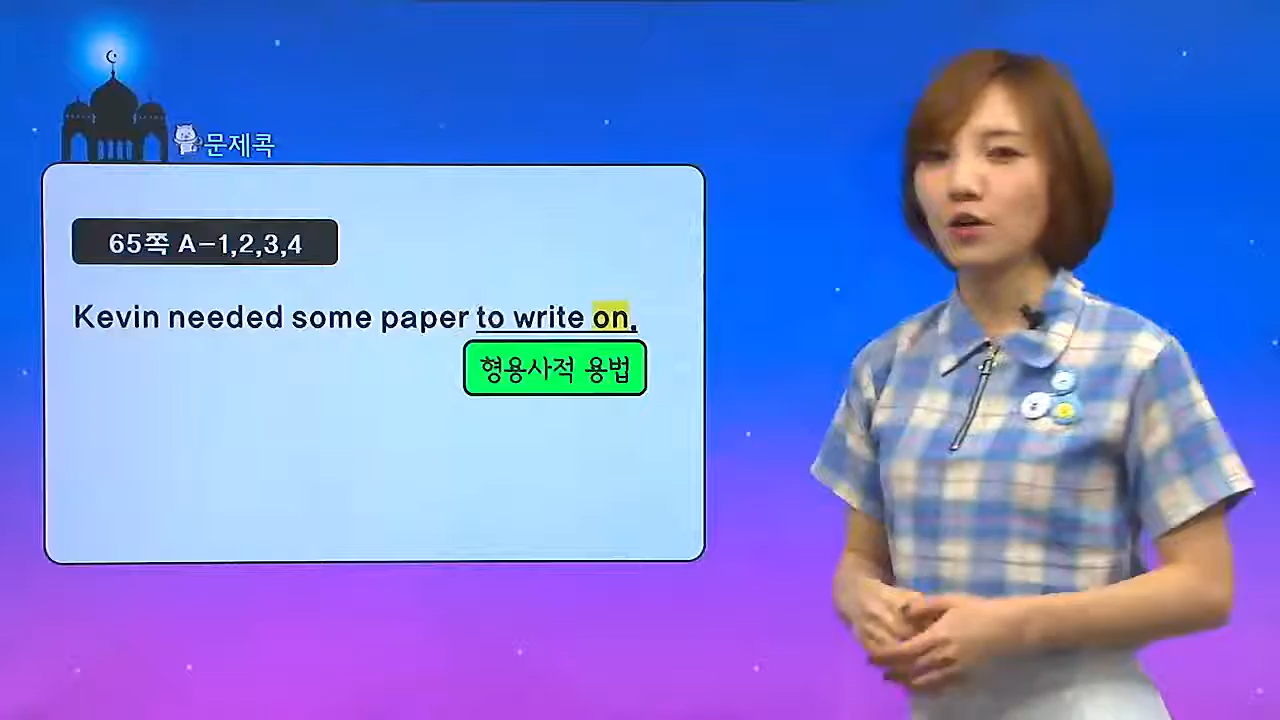 문제콕
65쪽 A-1,2,3,4
Kevin needed some paper to write on.
형용사적 용법